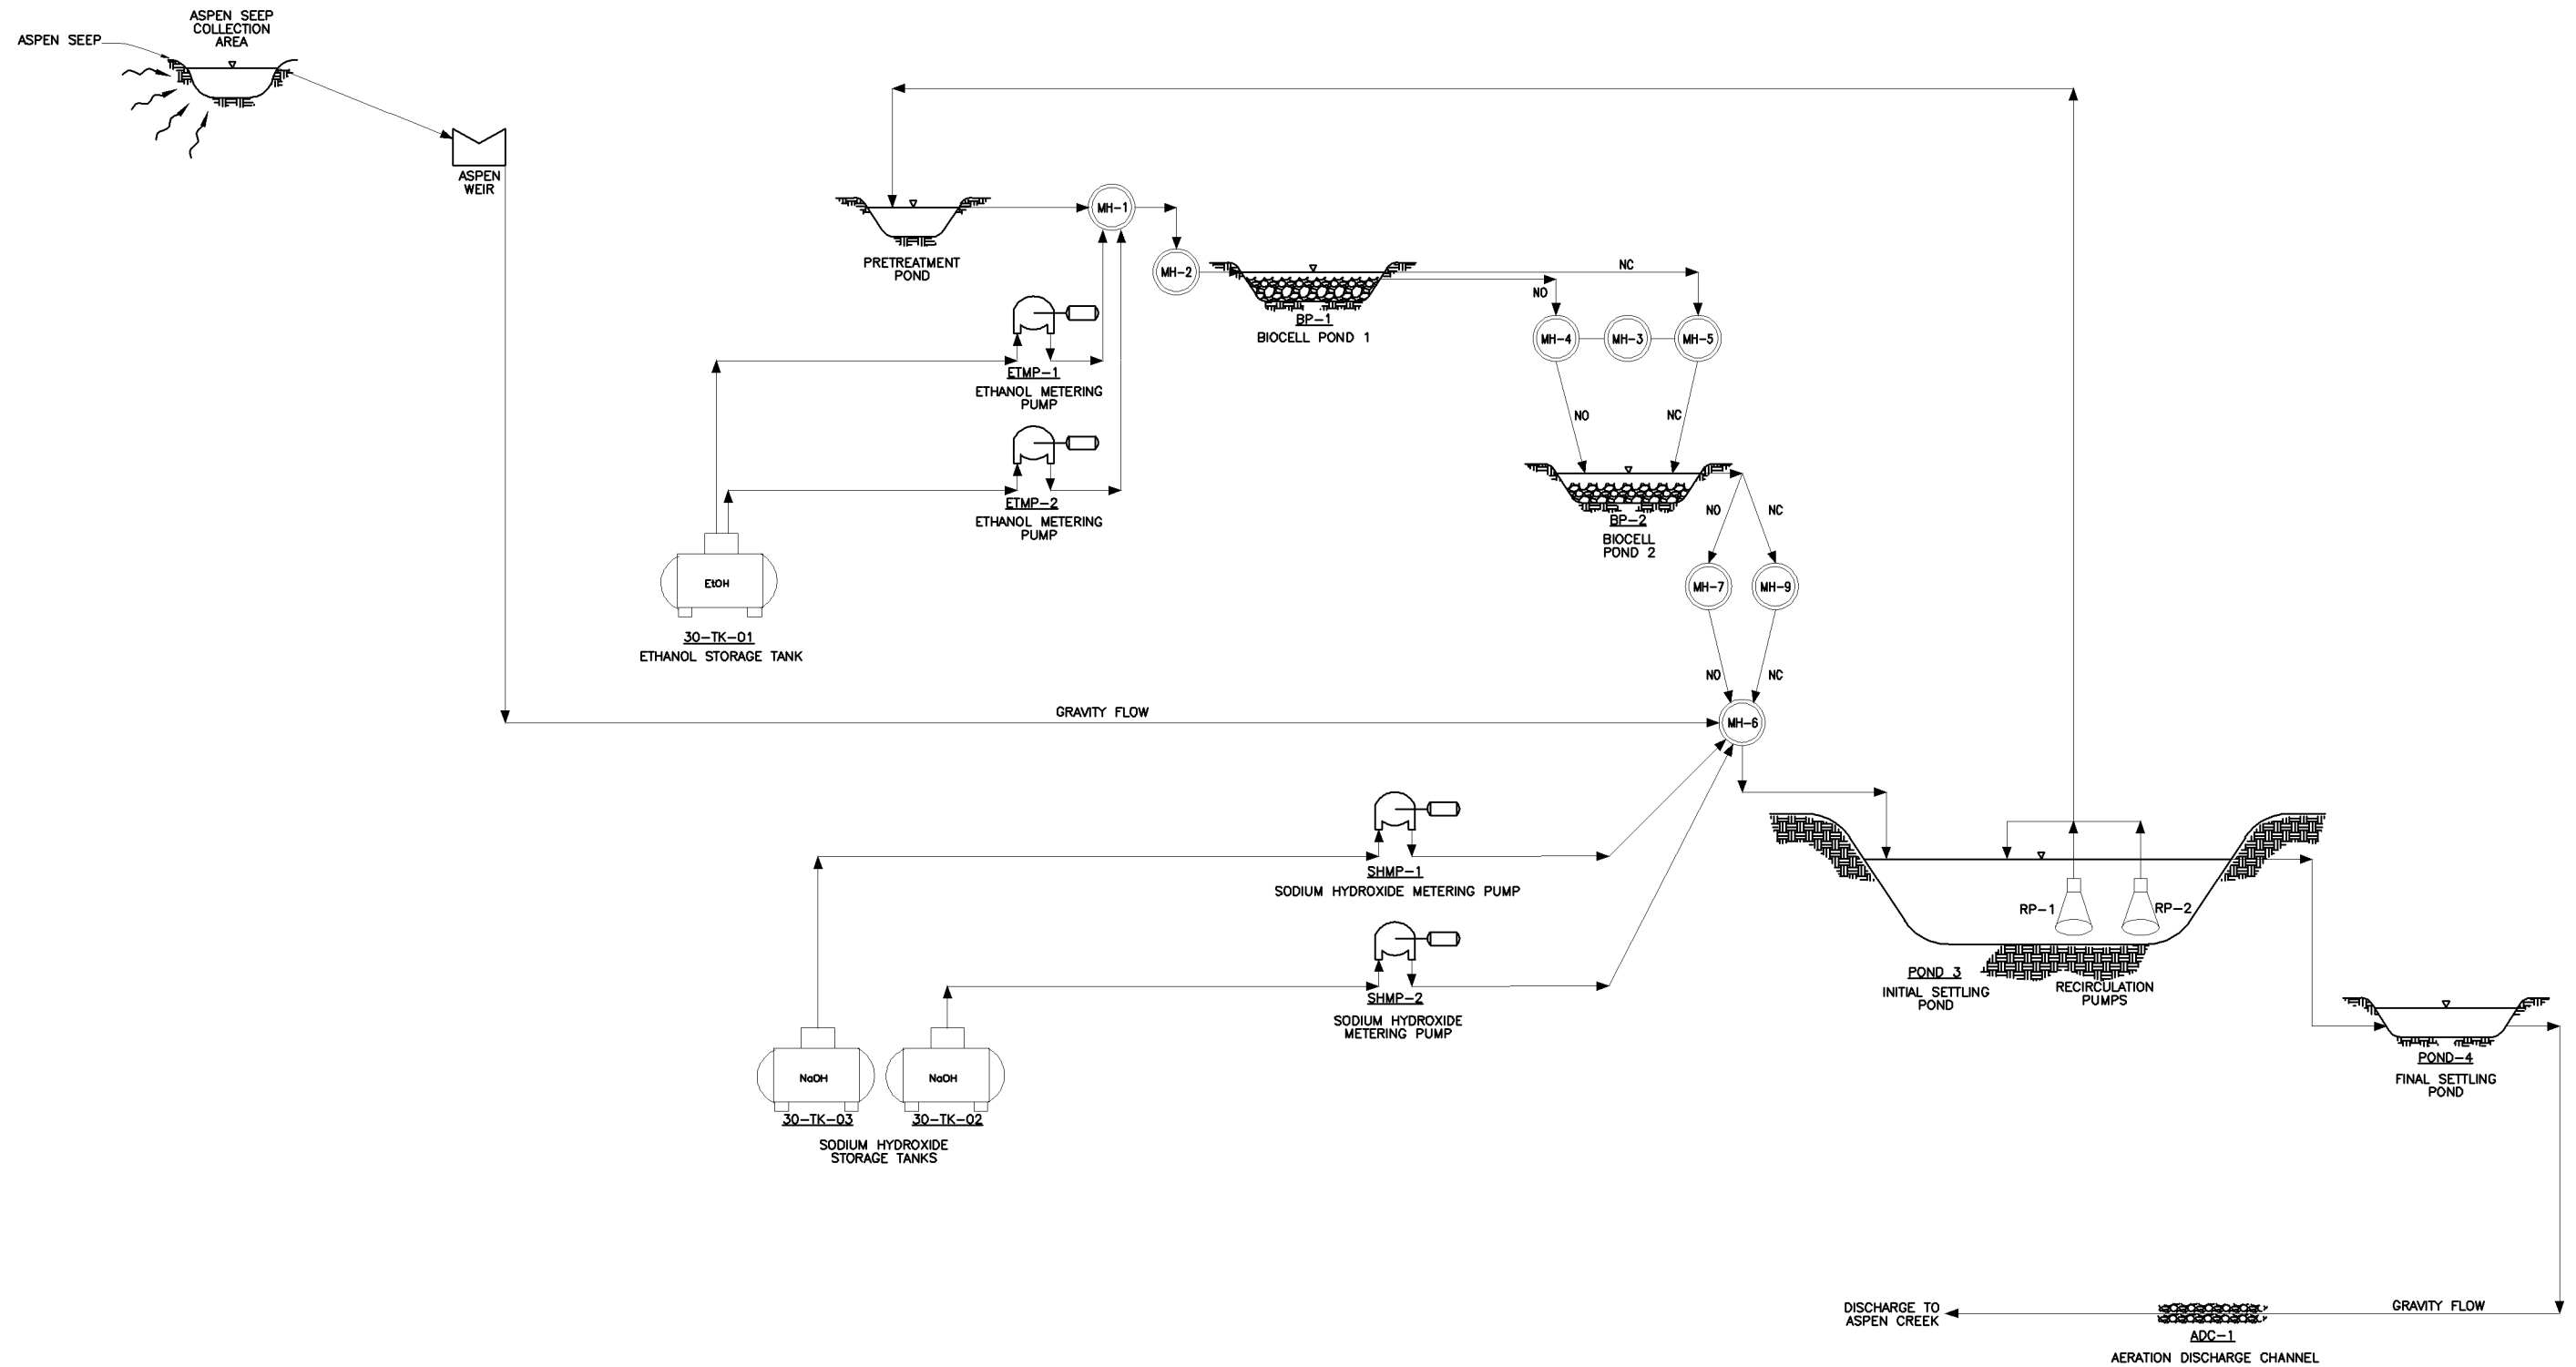 ASPEN SEEP
ASPEN SEEP
COLLECTION
AREA
ASPEN
WEIR
PRETREATMENT
POND
MH-1
MH-2
BP-1
BIOCELL POND 1
NC
NO
MH-4
MH-3
MH-5
NO
NC
ETMP-1
ETHANOL METERING
PUMP
ETMP-2
ETHANOL METERING
PUMP
EtOH
30-TK-01
ETHANOL STORAGE TANK
BP-2
BIOCELL
POND 2
NO
NC
MH-7
MH-9
NO
NC
GRAVITY FLOW
MH-6
SHMP-1
SODIUM HYDROXIDE METERING PUMP
SHMP-2
SODIUM HYDROXIDE
METERING PUMP
NaOH
NaOH
30-TK-03
30-TK-02
SODIUM HYDROXIDE
STORAGE TANKS
RP-1
RP-2
POND 3
INITIAL SETTLING
POND
RECIRCULATION
PUMPS
POND-4
FINAL SETTLING
POND
DISCHARGE TO
ASPEN CREEK
GRAVITY FLOW
ADC-1
AERATION DISCHARGE CHANNEL